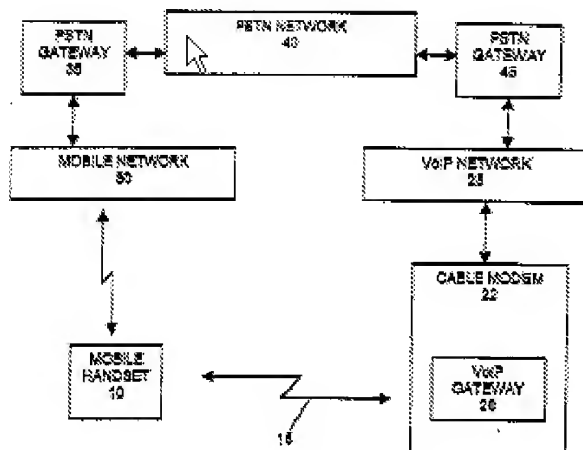 PSTN
GATEWAY
35
PSTN NETWORK
40
PSTN
GATEWAY
45
MOBILE NETWORK
30
VoIP NETWORK
25
CABLE MODEM
22
MOBILE
HANDSET
10
VoIP
GATEWAY
20
15